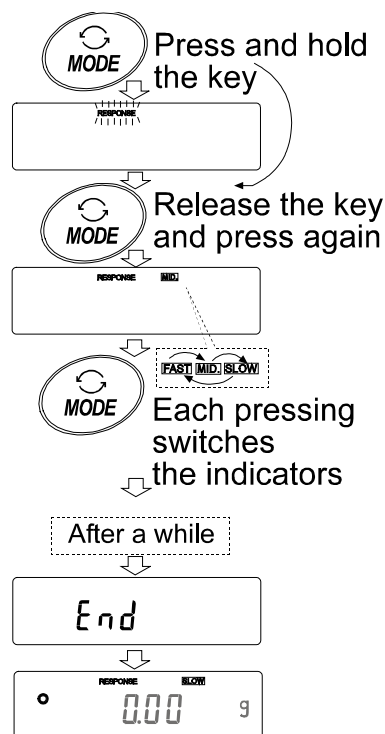 MODE
Press and hold
the key
RESPONSE
MODE
Release the key
and press again
RESPONSE MID.
FAST MID. SLOW
MODE
Each pressing
switches
the indicators
After a while
End
RESPONSE SLOW
0.00 g